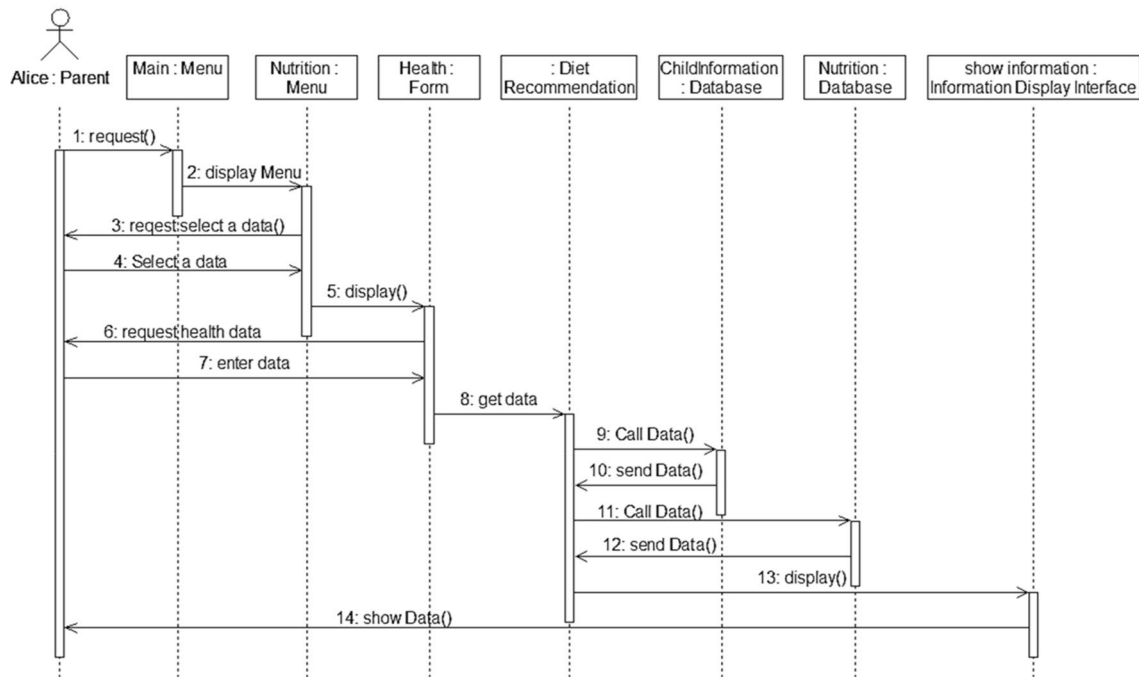 Alice : Parent
Main : Menu
Nutrition :
Menu
Health :
Form
: Diet
Recommendation
ChildInformation
: Database
Nutrition :
Database
show information :
Information Display Interface
1: request()
2: display Menu
3: reqest select a data()
4: Select a data
5: display()
6: request health data
7: enter data
8: get data
9: Call Data()
10: send Data()
11: Call Data()
12: send Data()
13: display()
14: show Data()